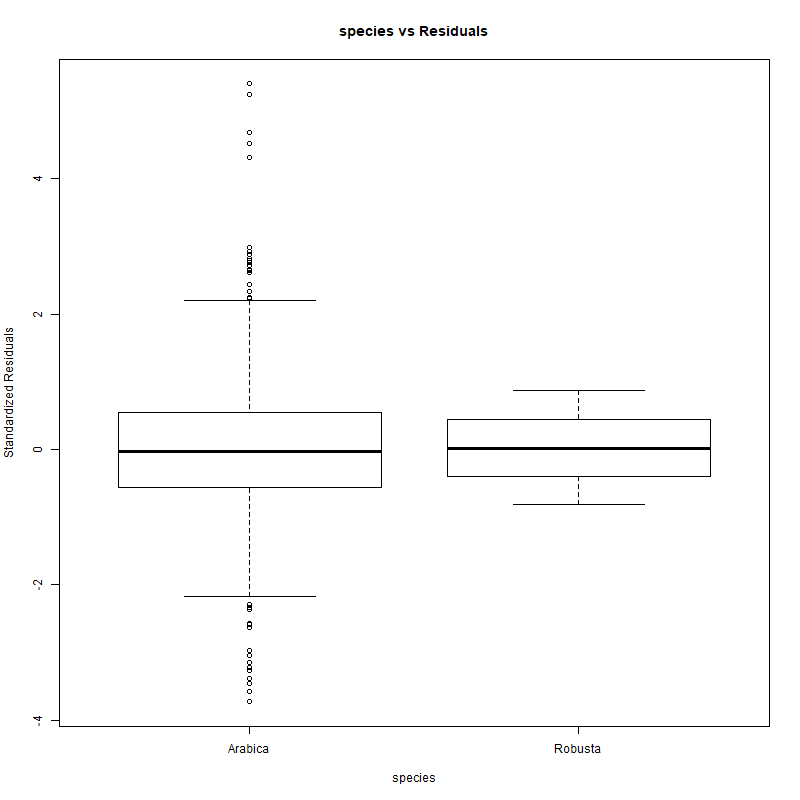 species vs Residuals
Standardized Residuals
4
2
0
-2
-4
Arabica
Robusta
species